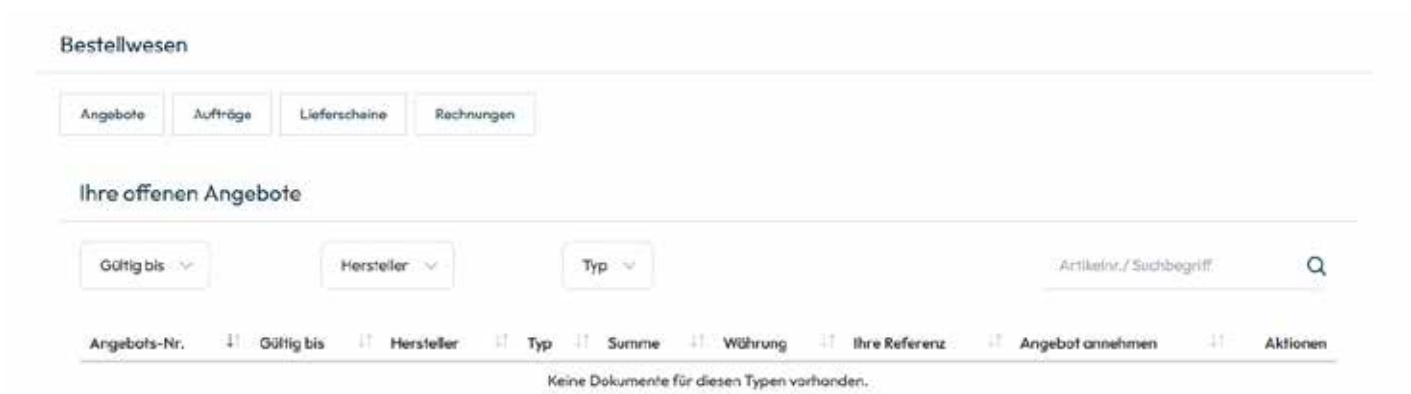 Bestellwesen
Angebote Aufträge Lieferscheine Rechnungen
Ihre offenen Angebote
Gültig bis Hersteller Typ Artikelnr./ Suchbegriff
Angebots-Nr. Gültig bis Hersteller Typ Summe Währung Ihre Referenz Angebot annehmen Aktionen
Keine Dokumente für diesen Typen vorhanden.